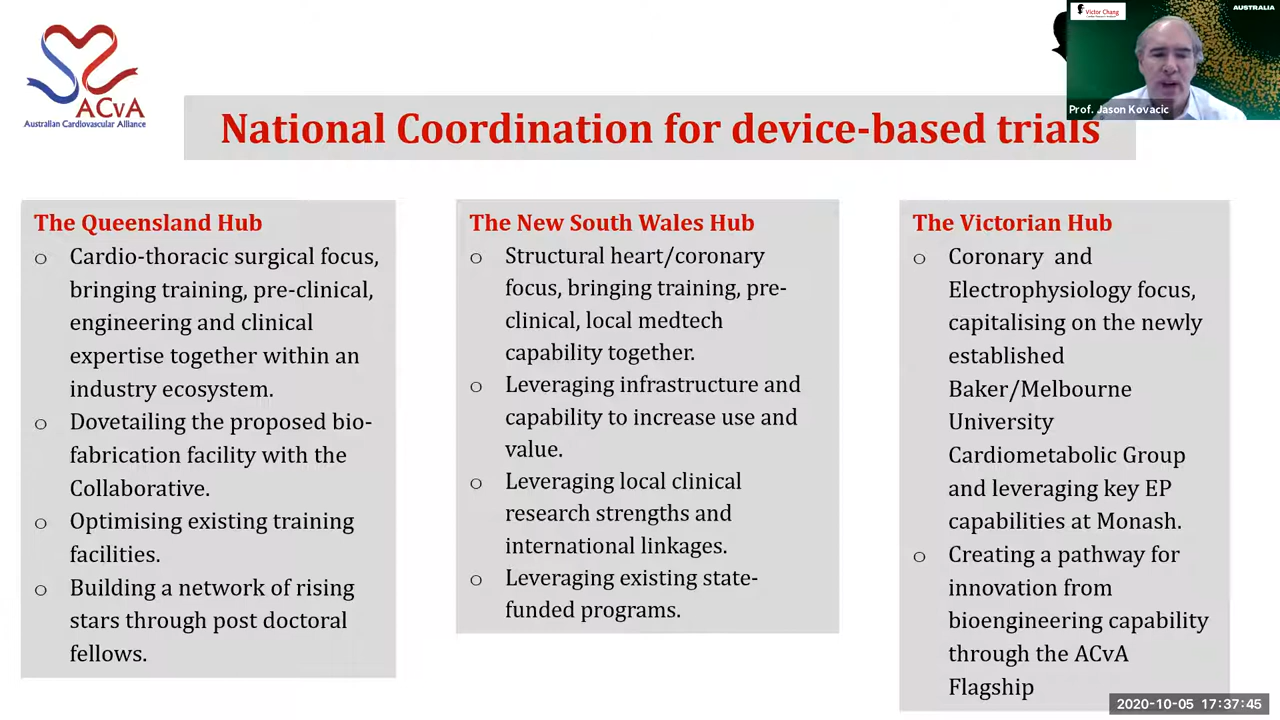 ACvA
Australian Cardiovascular Alliance
National Coordination for device-based trials
Victor Chang
AUSTRALIA
Prof. Jason Kovacic
The Queensland Hub
o Cardio-thoracic surgical focus,
bringing training, pre-clinical,
engineering and clinical
expertise together within an
industry ecosystem.
o Dovetailing the proposed bio-
fabrication facility with the
Collaborative.
o Optimising existing training
facilities.
o Building a network of rising
stars through post doctoral
fellows.
The New South Wales Hub
o Structural heart/coronary
focus, bringing training, pre-
clinical, local medtech
capability together.
o Leveraging infrastructure and
capability to increase use and
value.
o Leveraging local clinical
research strengths and
international linkages.
o Leveraging existing state-
funded programs.
The Victorian Hub
o Coronary and
Electrophysiology focus,
capitalising on the newly
established
Baker/Melbourne
University
Cardiometabolic Group
and leveraging key EP
capabilities at Monash.
o Creating a pathway for
innovation from
bioengineering capability
through the ACvA
Flagship
2020-10-05 17:37:45